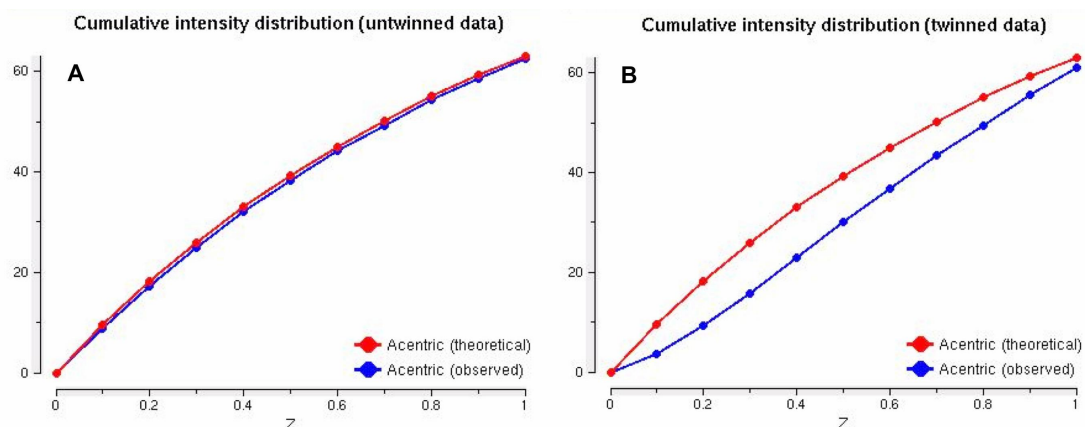 Cumulative intensity distribution (untwinned data)
A
60
40
20
0
Acentric (theoretical)
Acentric (observed)
0 0.2 0.4 0.6 0.8 1
Z
Cumulative intensity distribution (twinned data)
B
60
40
20
0
Acentric (theoretical)
Acentric (observed)
0 0.2 0.4 0.6 0.8 1
Z